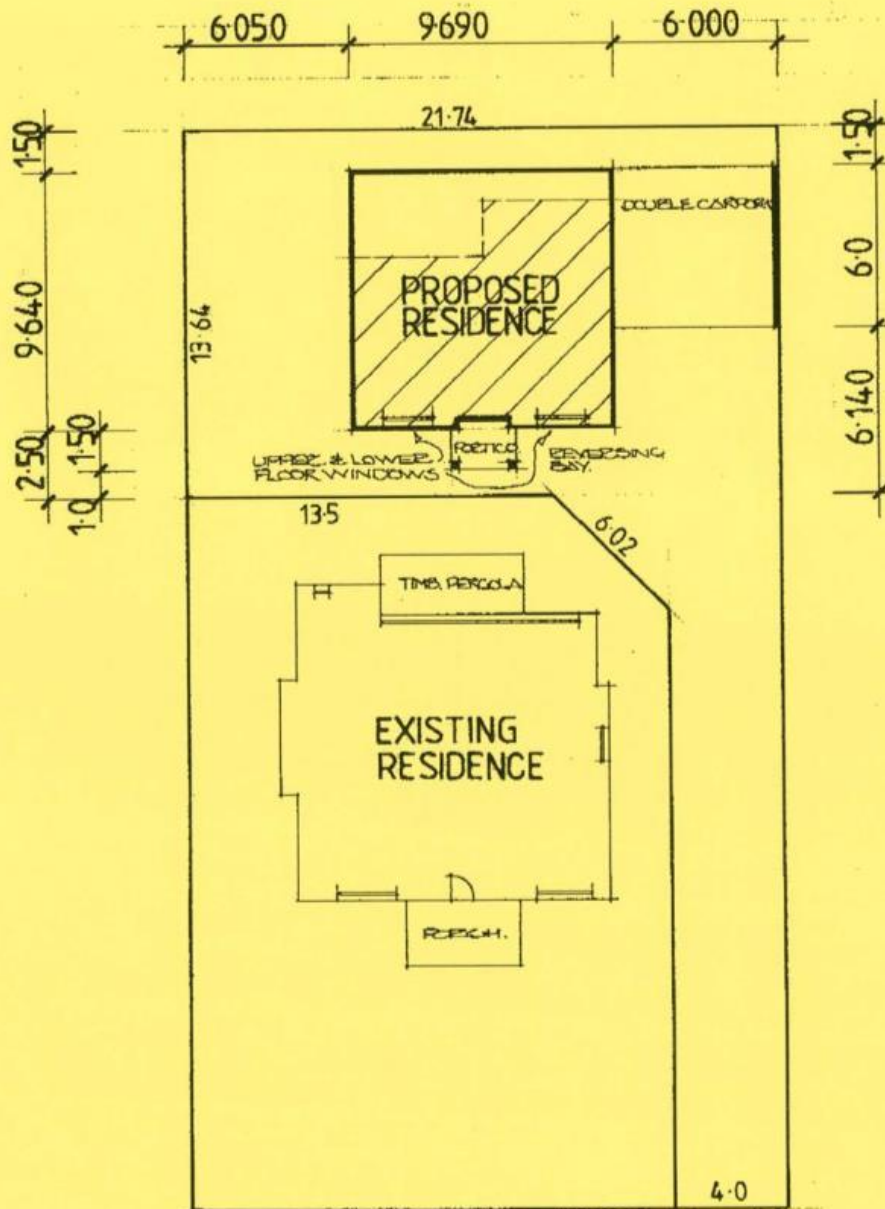 6·050 9690 6·000
21·74
1·50
1·50
DOUBLE CARPORT
6·0
PROPOSED
RESIDENCE
9·640
13·64
6·140
2·50
1·50
1·0
PORTICO
UPPER & LOWER
FLOOR WINDOWS
REVERSING
BAY.
13·5
6·02
TIMB. PERGOLA
EXISTING
RESIDENCE
PORCH.
4·0